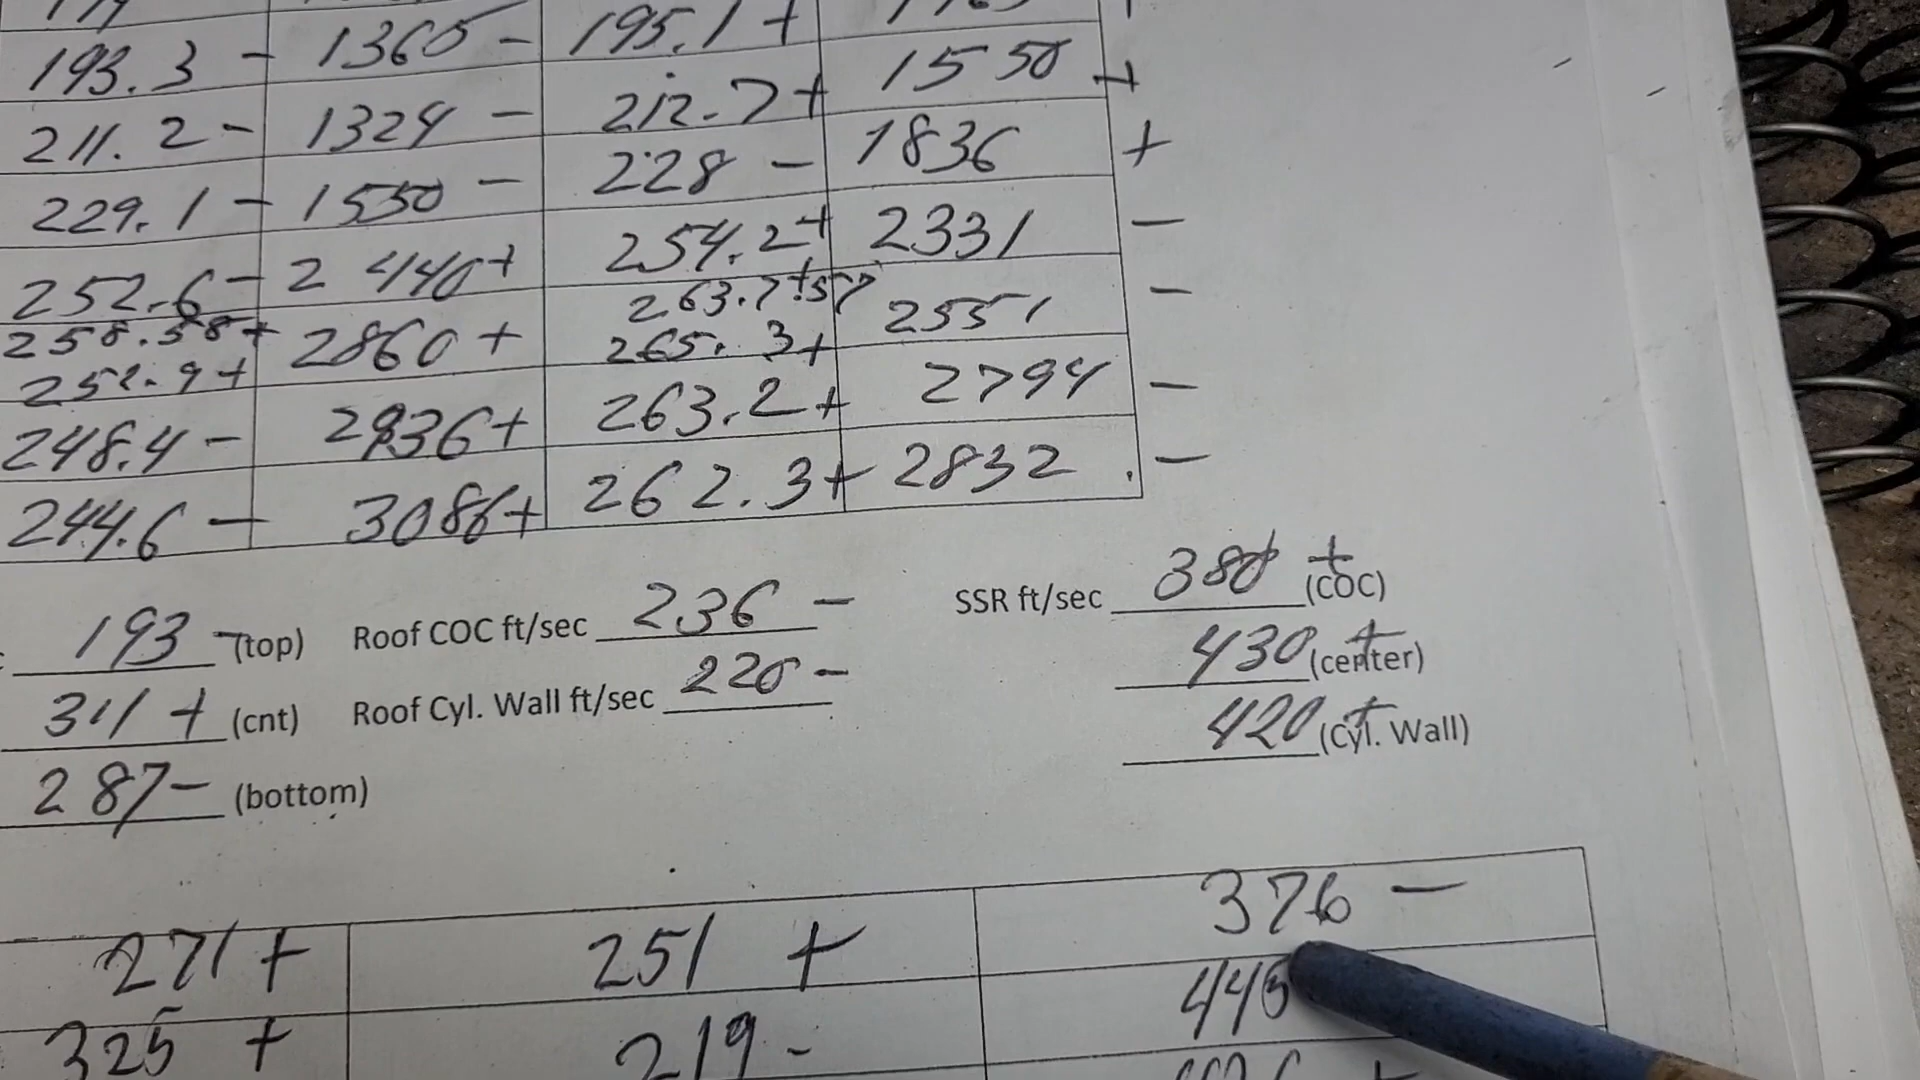 193.3 - 1360 - 195.1 +
211.2 - 1324 - 212.7 + 1550 +
229.1 - 1550 - 228 - 1836 +
252.6 - 2440 + 254.2 + 2331 -
258.58 + 2860 + 263.7 + 2551 -
265.3 +
248.4 - 2936 + 263.2 + 2794 -
244.6 - 3086 + 262.3 + 2832 -
193 - (top) Roof COC ft/sec 236 - SSR ft/sec 380 + (COC)
311 + (cnt) Roof Cyl. Wall ft/sec 220 - 430 + (center)
287 - (bottom) 420 + (Cyl. Wall)
271 + 251 + 376 -
325 + 219 - 445